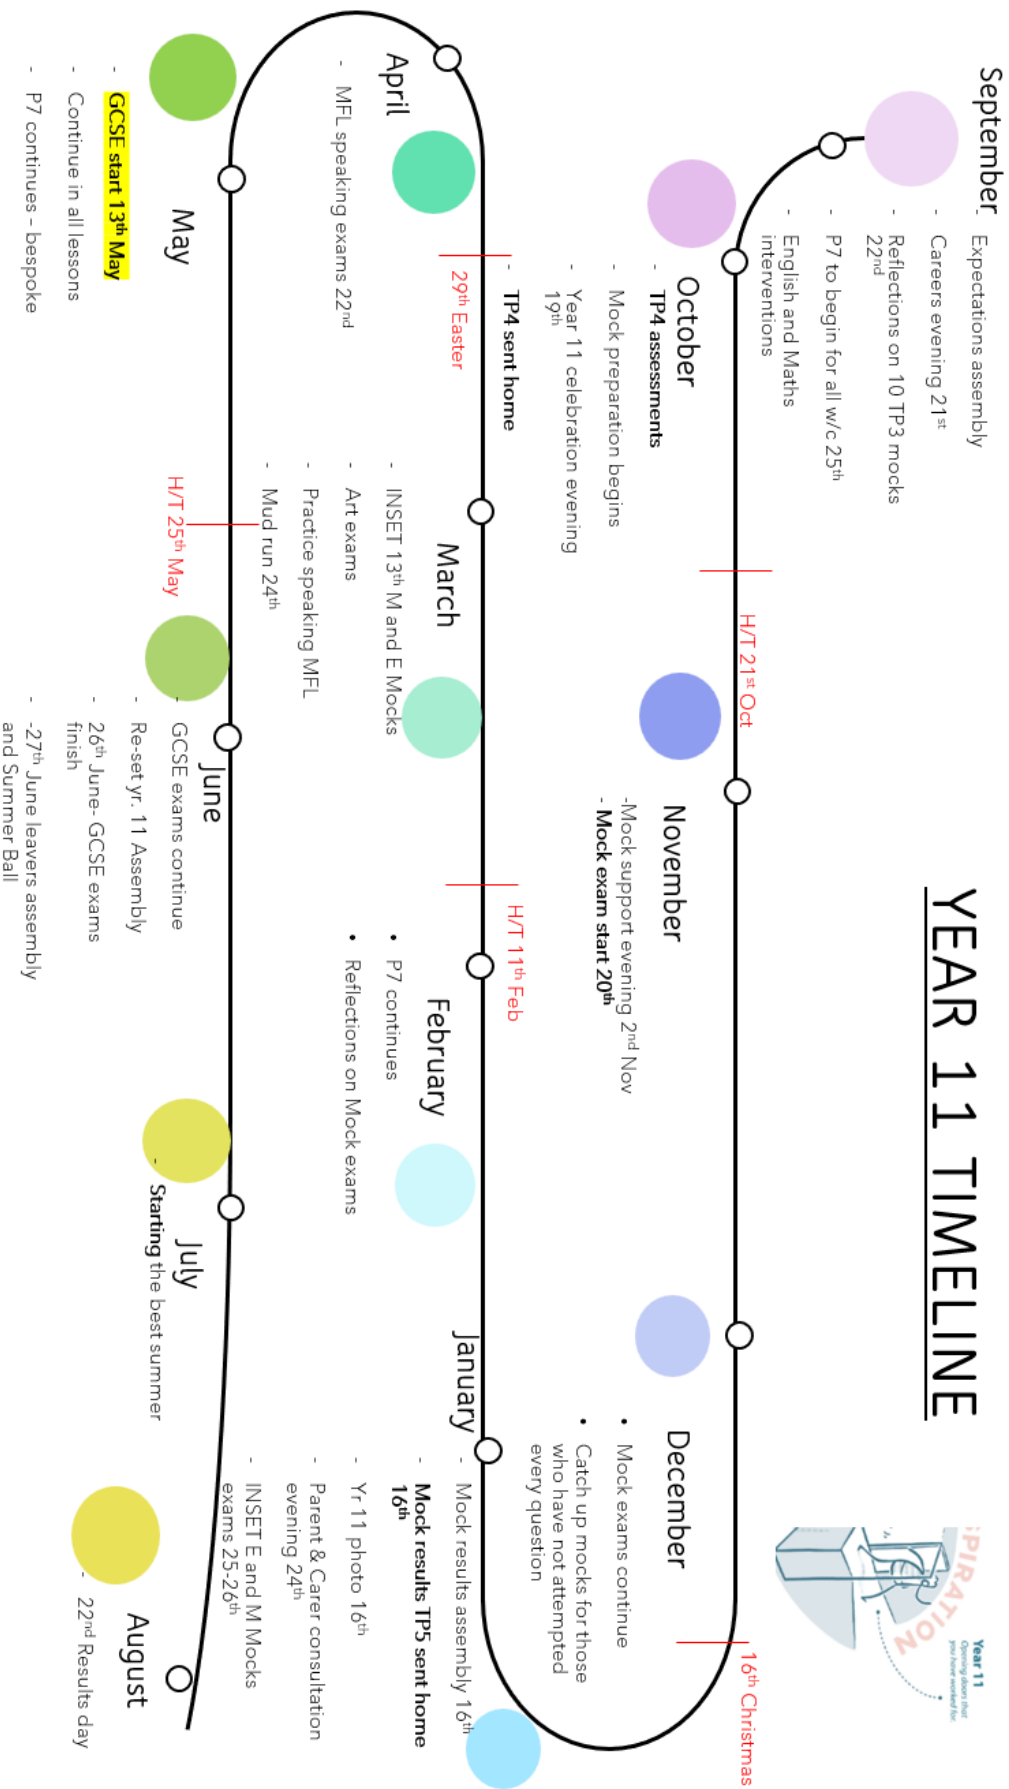 YEAR 11 TIMELINE
PIRATION
Year 11
Opening doors that
you have worked for.
September
- Expectations assembly
- Careers evening 21st
- Reflections on 10 TP3 mocks
22nd
- P7 to begin for all w/c 25th
- English and Maths
interventions
October
- TP4 assessments
- Mock preparation begins
- Year 11 celebration evening
19th
H/T 21st Oct
November
-Mock support evening 2nd Nov
- Mock exam start 20th
December
• Mock exams continue
• Catch up mocks for those
who have not attempted
every question
16th Christmas
January
- Mock results assembly 16th
- Mock results TP5 sent home
16th
- Yr 11 photo 16th
- Parent & Carer consultation
evening 24th
- INSET E and M Mocks
exams 25-26th
February
• P7 continues
• Reflections on Mock exams
H/T 11th Feb
March
- INSET 13th M and E Mocks
- Art exams
- Practice speaking MFL
- Mud run 24th
- TP4 sent home
29th Easter
April
- MFL speaking exams 22nd
May
- GCSE start 13th May
- Continue in all lessons
- P7 continues – bespoke
H/T 25th May
June
- GCSE exams continue
- Re-set yr. 11 Assembly
- 26th June- GCSE exams
finish
- -27th June leavers assembly
and Summer Ball
July
- Starting the best summer
August
- 22nd Results day